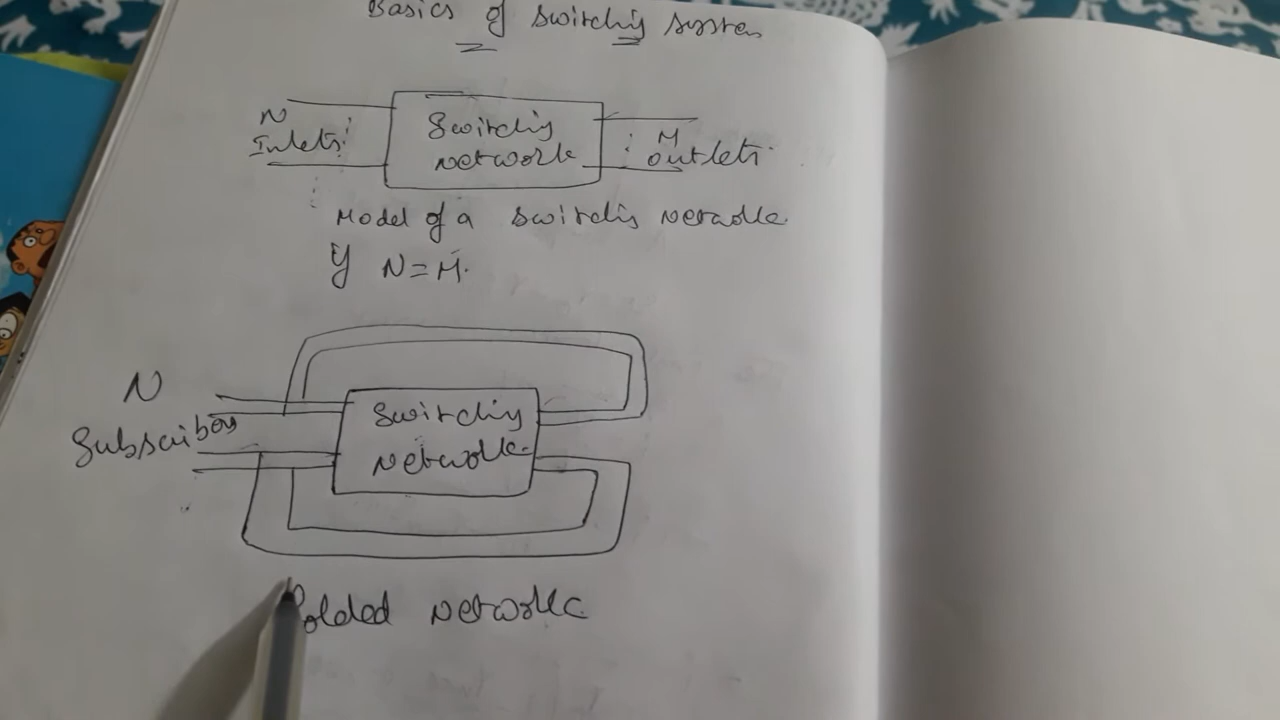 Basics of switching system
N
Inlets
Switching
network
M
outlets
Model of a switching network
If N=M.
N
Subscribers
Switching
Network
Folded Network